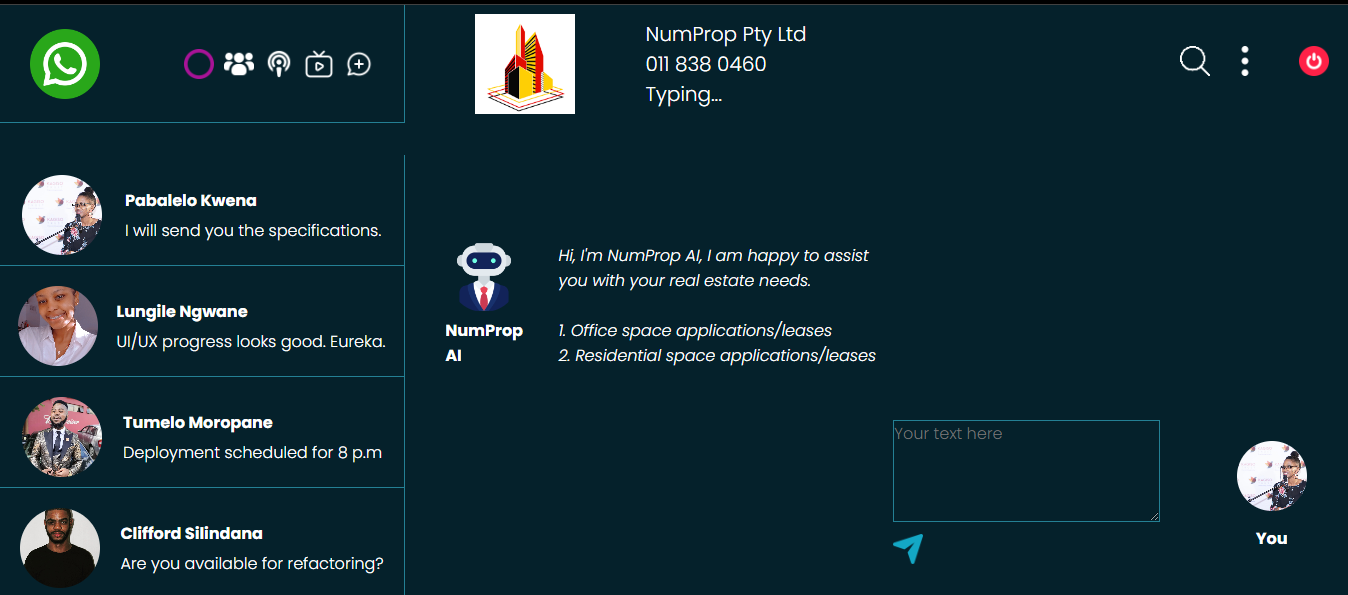 NumProp Pty Ltd
011 838 0460
Typing...
Pabalelo Kwena
I will send you the specifications.
Lungile Ngwane
UI/UX progress looks good. Eureka.
Tumelo Moropane
Deployment scheduled for 8 p.m
Clifford Silindana
Are you available for refactoring?
NumProp
AI
Hi, I'm NumProp AI, I am happy to assist
you with your real estate needs.
1. Office space applications/leases
2. Residential space applications/leases
Your text here
You